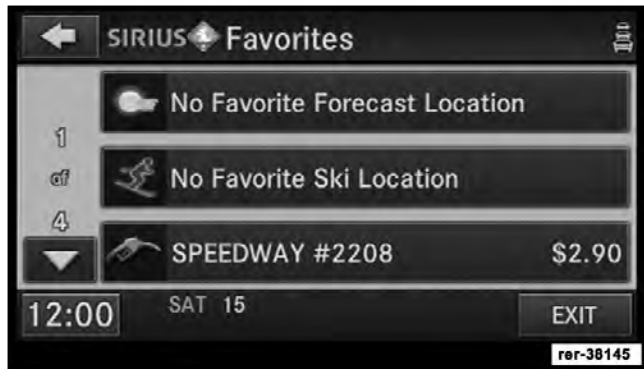 SIRIUS Favorites
No Favorite Forecast Location
1
of
4
No Favorite Ski Location
SPEEDWAY #2208 $2.90
12:00 SAT 15 EXIT
rer-38145